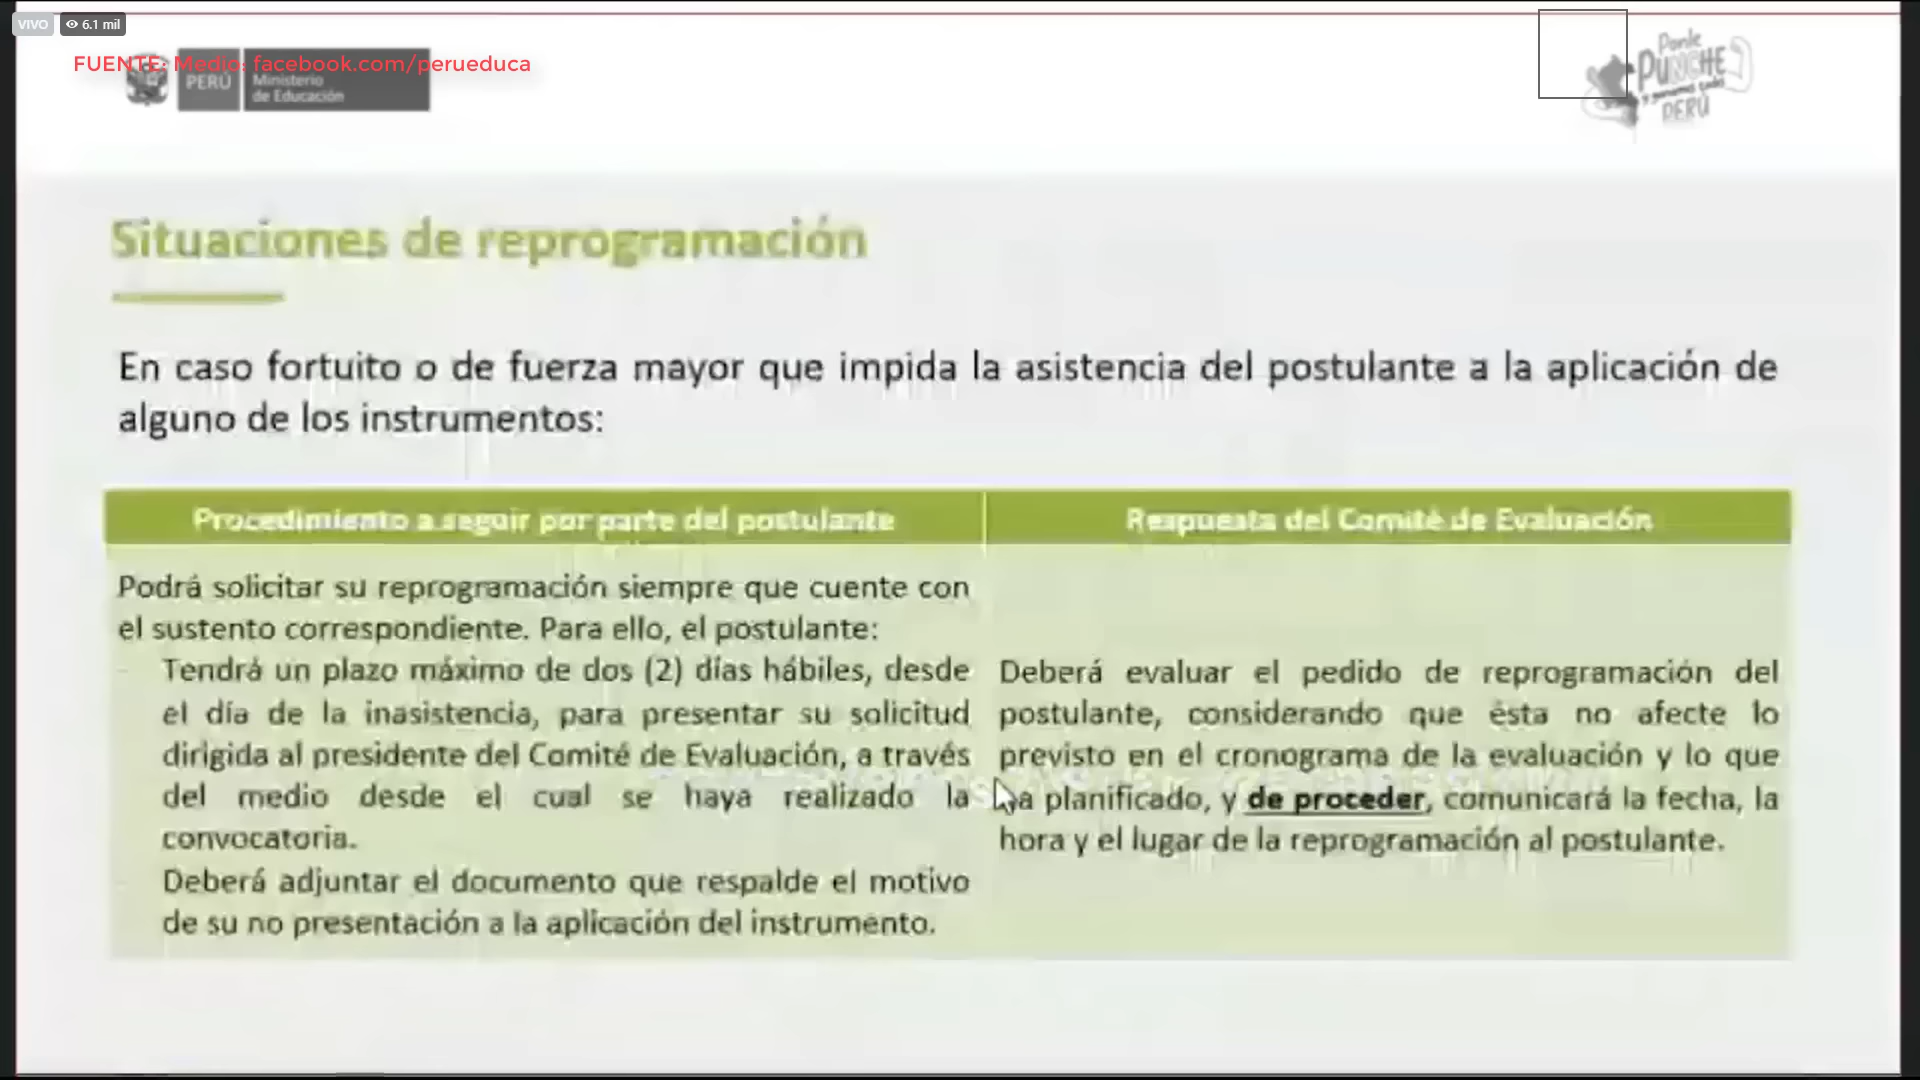 VIVO 6.1 mil
FUENTE: Medio: facebook.com/perueduca
PERÚ
Ministerio
de Educación
Ponle
PUNCHE
PERÚ
Situaciones de reprogramación
En caso fortuito o de fuerza mayor que impida la asistencia del postulante a la aplicación de
alguno de los instrumentos:
Procedimiento a seguir por parte del postulante
Podrá solicitar su reprogramación siempre que cuente con
el sustento correspondiente. Para ello, el postulante:
- Tendrá un plazo máximo de dos (2) días hábiles, desde
el día de la inasistencia, para presentar su solicitud
dirigida al presidente del Comité de Evaluación, a través
del medio desde el cual se haya realizado la
convocatoria.
- Deberá adjuntar el documento que respalde el motivo
de su no presentación a la aplicación del instrumento.
Respuesta del Comité de Evaluación
Deberá evaluar el pedido de reprogramación del
postulante, considerando que ésta no afecte lo
previsto en el cronograma de la evaluación y lo que
ha planificado, y de proceder, comunicará la fecha, la
hora y el lugar de la reprogramación al postulante.